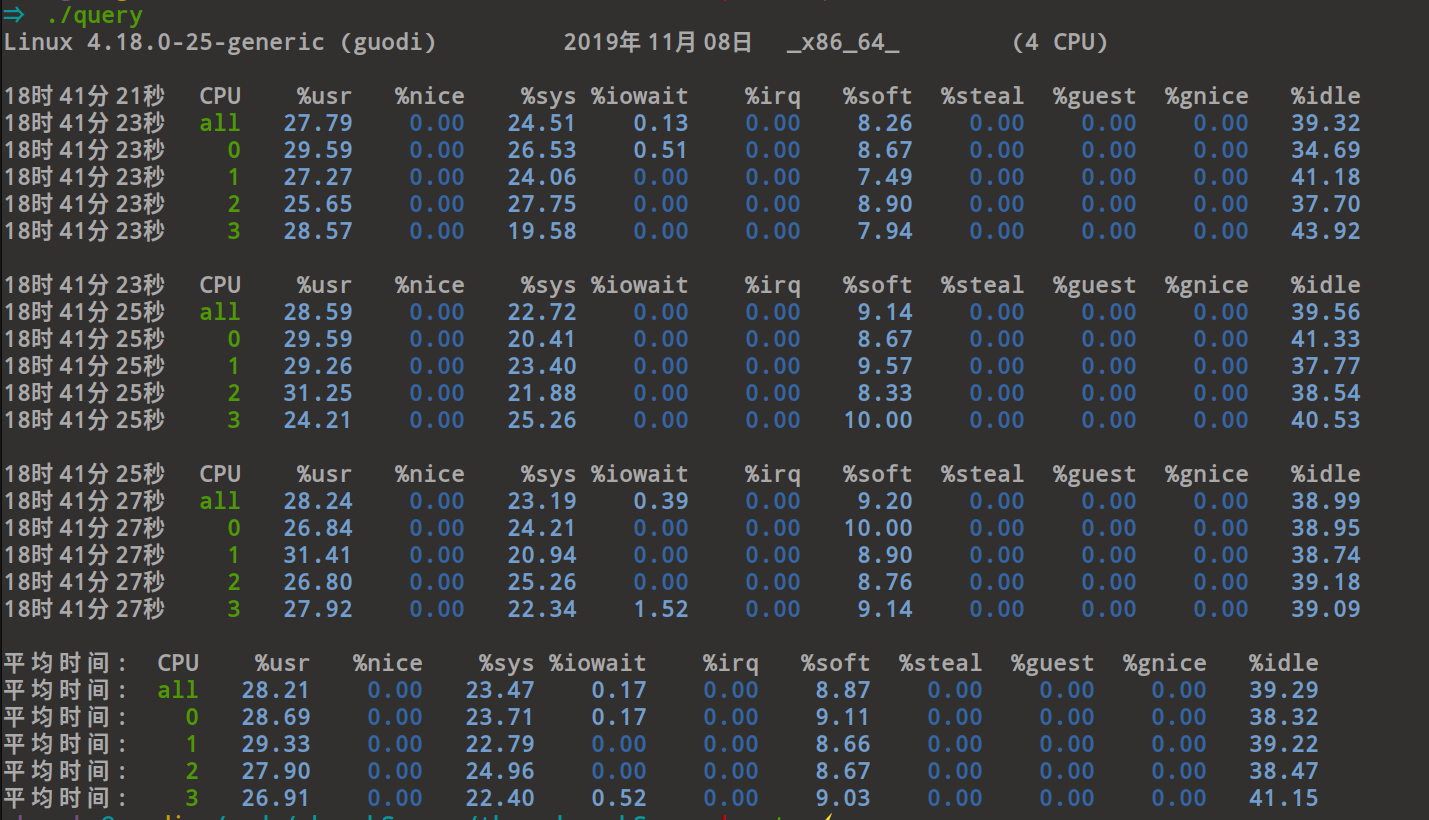 ⇒ ./query
Linux 4.18.0-25-generic (guodi) 2019年11月08日 _x86_64_ (4 CPU)
18时41分21秒 CPU %usr %nice %sys %iowait %irq %soft %steal %guest %gnice %idle
18时41分23秒 all 27.79 0.00 24.51 0.13 0.00 8.26 0.00 0.00 0.00 39.32
18时41分23秒 0 29.59 0.00 26.53 0.51 0.00 8.67 0.00 0.00 0.00 34.69
18时41分23秒 1 27.27 0.00 24.06 0.00 0.00 7.49 0.00 0.00 0.00 41.18
18时41分23秒 2 25.65 0.00 27.75 0.00 0.00 8.90 0.00 0.00 0.00 37.70
18时41分23秒 3 28.57 0.00 19.58 0.00 0.00 7.94 0.00 0.00 0.00 43.92
18时41分23秒 CPU %usr %nice %sys %iowait %irq %soft %steal %guest %gnice %idle
18时41分25秒 all 28.59 0.00 22.72 0.00 0.00 9.14 0.00 0.00 0.00 39.56
18时41分25秒 0 29.59 0.00 20.41 0.00 0.00 8.67 0.00 0.00 0.00 41.33
18时41分25秒 1 29.26 0.00 23.40 0.00 0.00 9.57 0.00 0.00 0.00 37.77
18时41分25秒 2 31.25 0.00 21.88 0.00 0.00 8.33 0.00 0.00 0.00 38.54
18时41分25秒 3 24.21 0.00 25.26 0.00 0.00 10.00 0.00 0.00 0.00 40.53
18时41分25秒 CPU %usr %nice %sys %iowait %irq %soft %steal %guest %gnice %idle
18时41分27秒 all 28.24 0.00 23.19 0.39 0.00 9.20 0.00 0.00 0.00 38.99
18时41分27秒 0 26.84 0.00 24.21 0.00 0.00 10.00 0.00 0.00 0.00 38.95
18时41分27秒 1 31.41 0.00 20.94 0.00 0.00 8.90 0.00 0.00 0.00 38.74
18时41分27秒 2 26.80 0.00 25.26 0.00 0.00 8.76 0.00 0.00 0.00 39.18
18时41分27秒 3 27.92 0.00 22.34 1.52 0.00 9.14 0.00 0.00 0.00 39.09
平均时间: CPU %usr %nice %sys %iowait %irq %soft %steal %guest %gnice %idle
平均时间: all 28.21 0.00 23.47 0.17 0.00 8.87 0.00 0.00 0.00 39.29
平均时间: 0 28.69 0.00 23.71 0.17 0.00 9.11 0.00 0.00 0.00 38.32
平均时间: 1 29.33 0.00 22.79 0.00 0.00 8.66 0.00 0.00 0.00 39.22
平均时间: 2 27.90 0.00 24.96 0.00 0.00 8.67 0.00 0.00 0.00 38.47
平均时间: 3 26.91 0.00 22.40 0.52 0.00 9.03 0.00 0.00 0.00 41.15